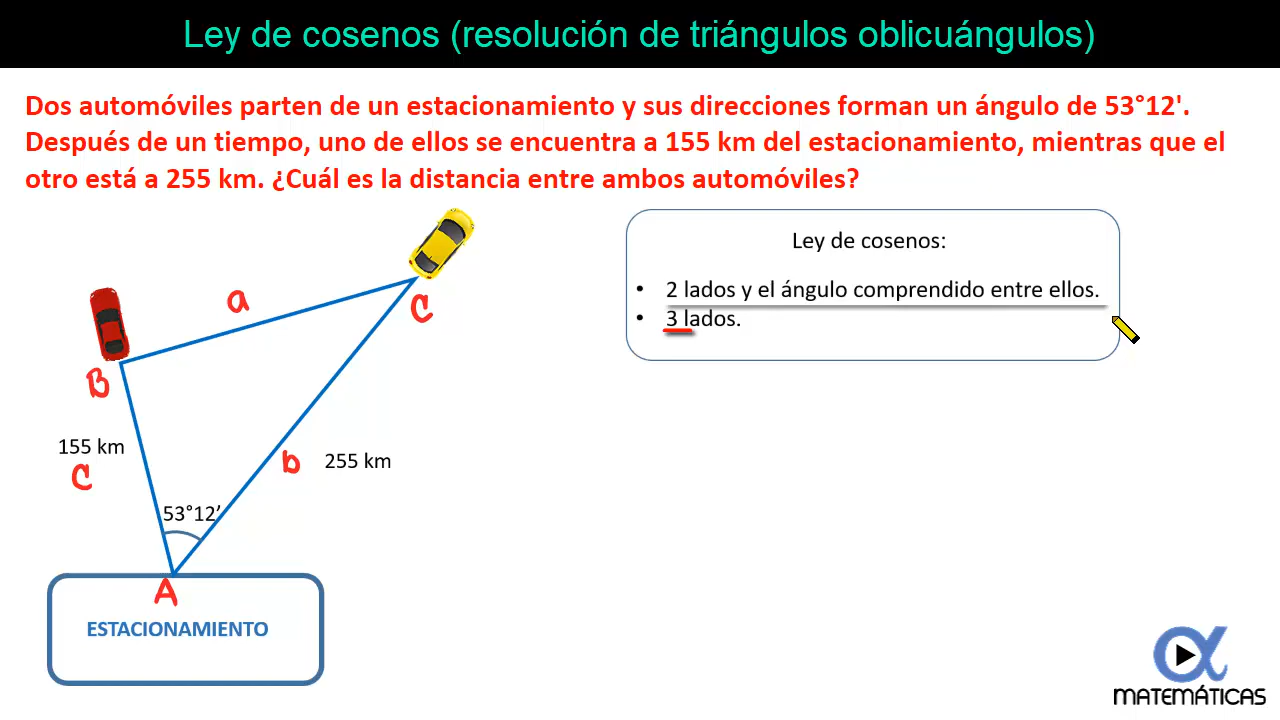 Ley de cosenos (resolución de triángulos oblicuángulos)
Dos automóviles parten de un estacionamiento y sus direcciones forman un ángulo de 53°12'.
Después de un tiempo, uno de ellos se encuentra a 155 km del estacionamiento, mientras que el
otro está a 255 km. ¿Cuál es la distancia entre ambos automóviles?
Ley de cosenos:
• 2 lados y el ángulo comprendido entre ellos.
• 3 lados.
a
C
B
155 km
C
b
255 km
53°12’
A
ESTACIONAMIENTO
MATEMÁTICAS